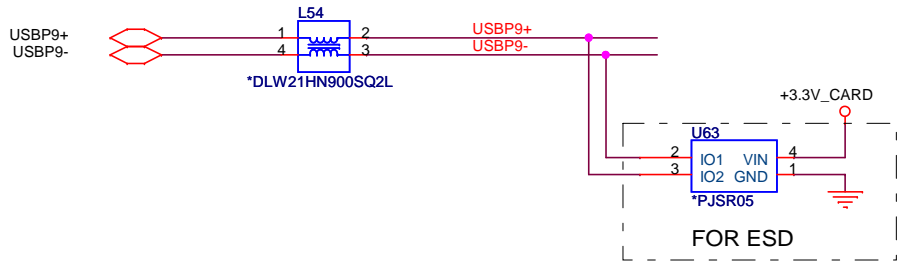 L54
USBP9+ 1 2 USBP9+
USBP9- 4 3 USBP9-
*DLW21HN900SQ2L
+3.3V_CARD
U63
2 IO1 VIN 4
3 IO2 GND 1
*PJSR05
FOR ESD